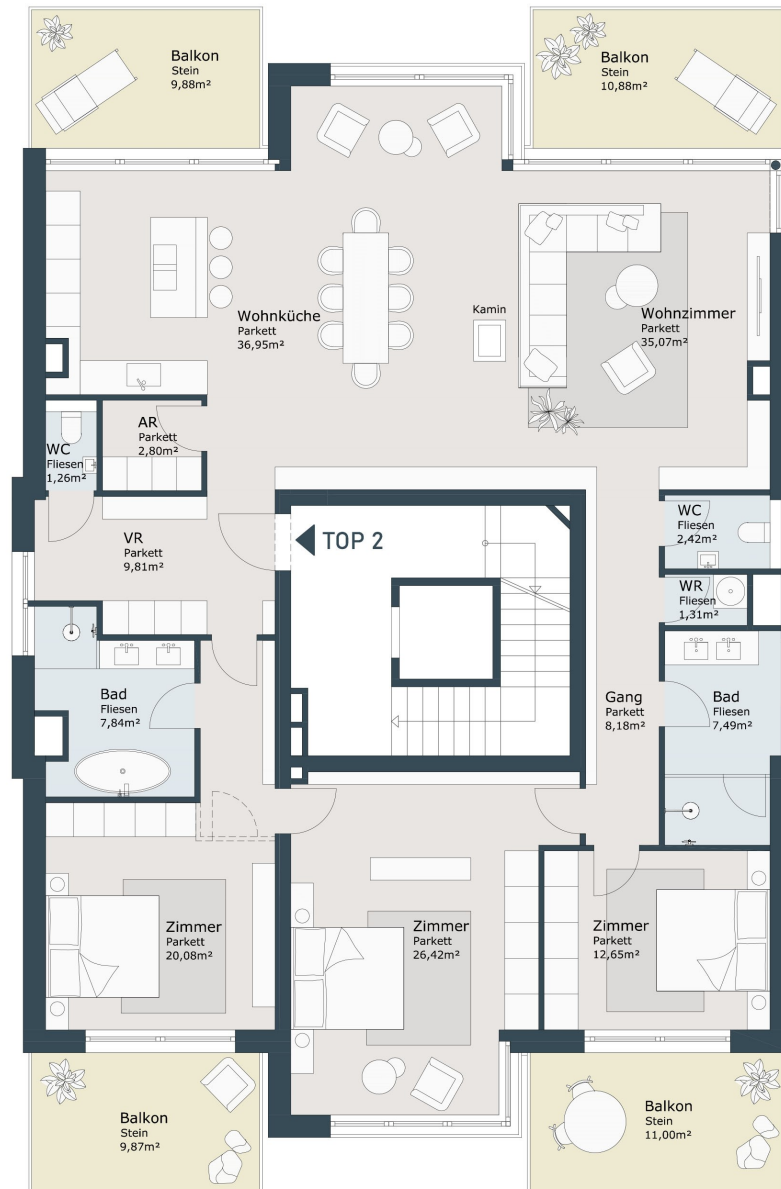 Balkon
Stein
9,88m²
Balkon
Stein
10,88m²
Wohnküche
Parkett
36,95m²
Kamin
Wohnzimmer
Parkett
35,07m²
AR
Parkett
2,80m²
WC
Fliesen
1,26m²
VR
Parkett
9,81m²
TOP 2
WC
Fliesen
2,42m²
WR
Fliesen
1,31m²
Bad
Fliesen
7,84m²
Gang
Parkett
8,18m²
Bad
Fliesen
7,49m²
Zimmer
Parkett
20,08m²
Zimmer
Parkett
26,42m²
Zimmer
Parkett
12,65m²
Balkon
Stein
9,87m²
Balkon
Stein
11,00m²